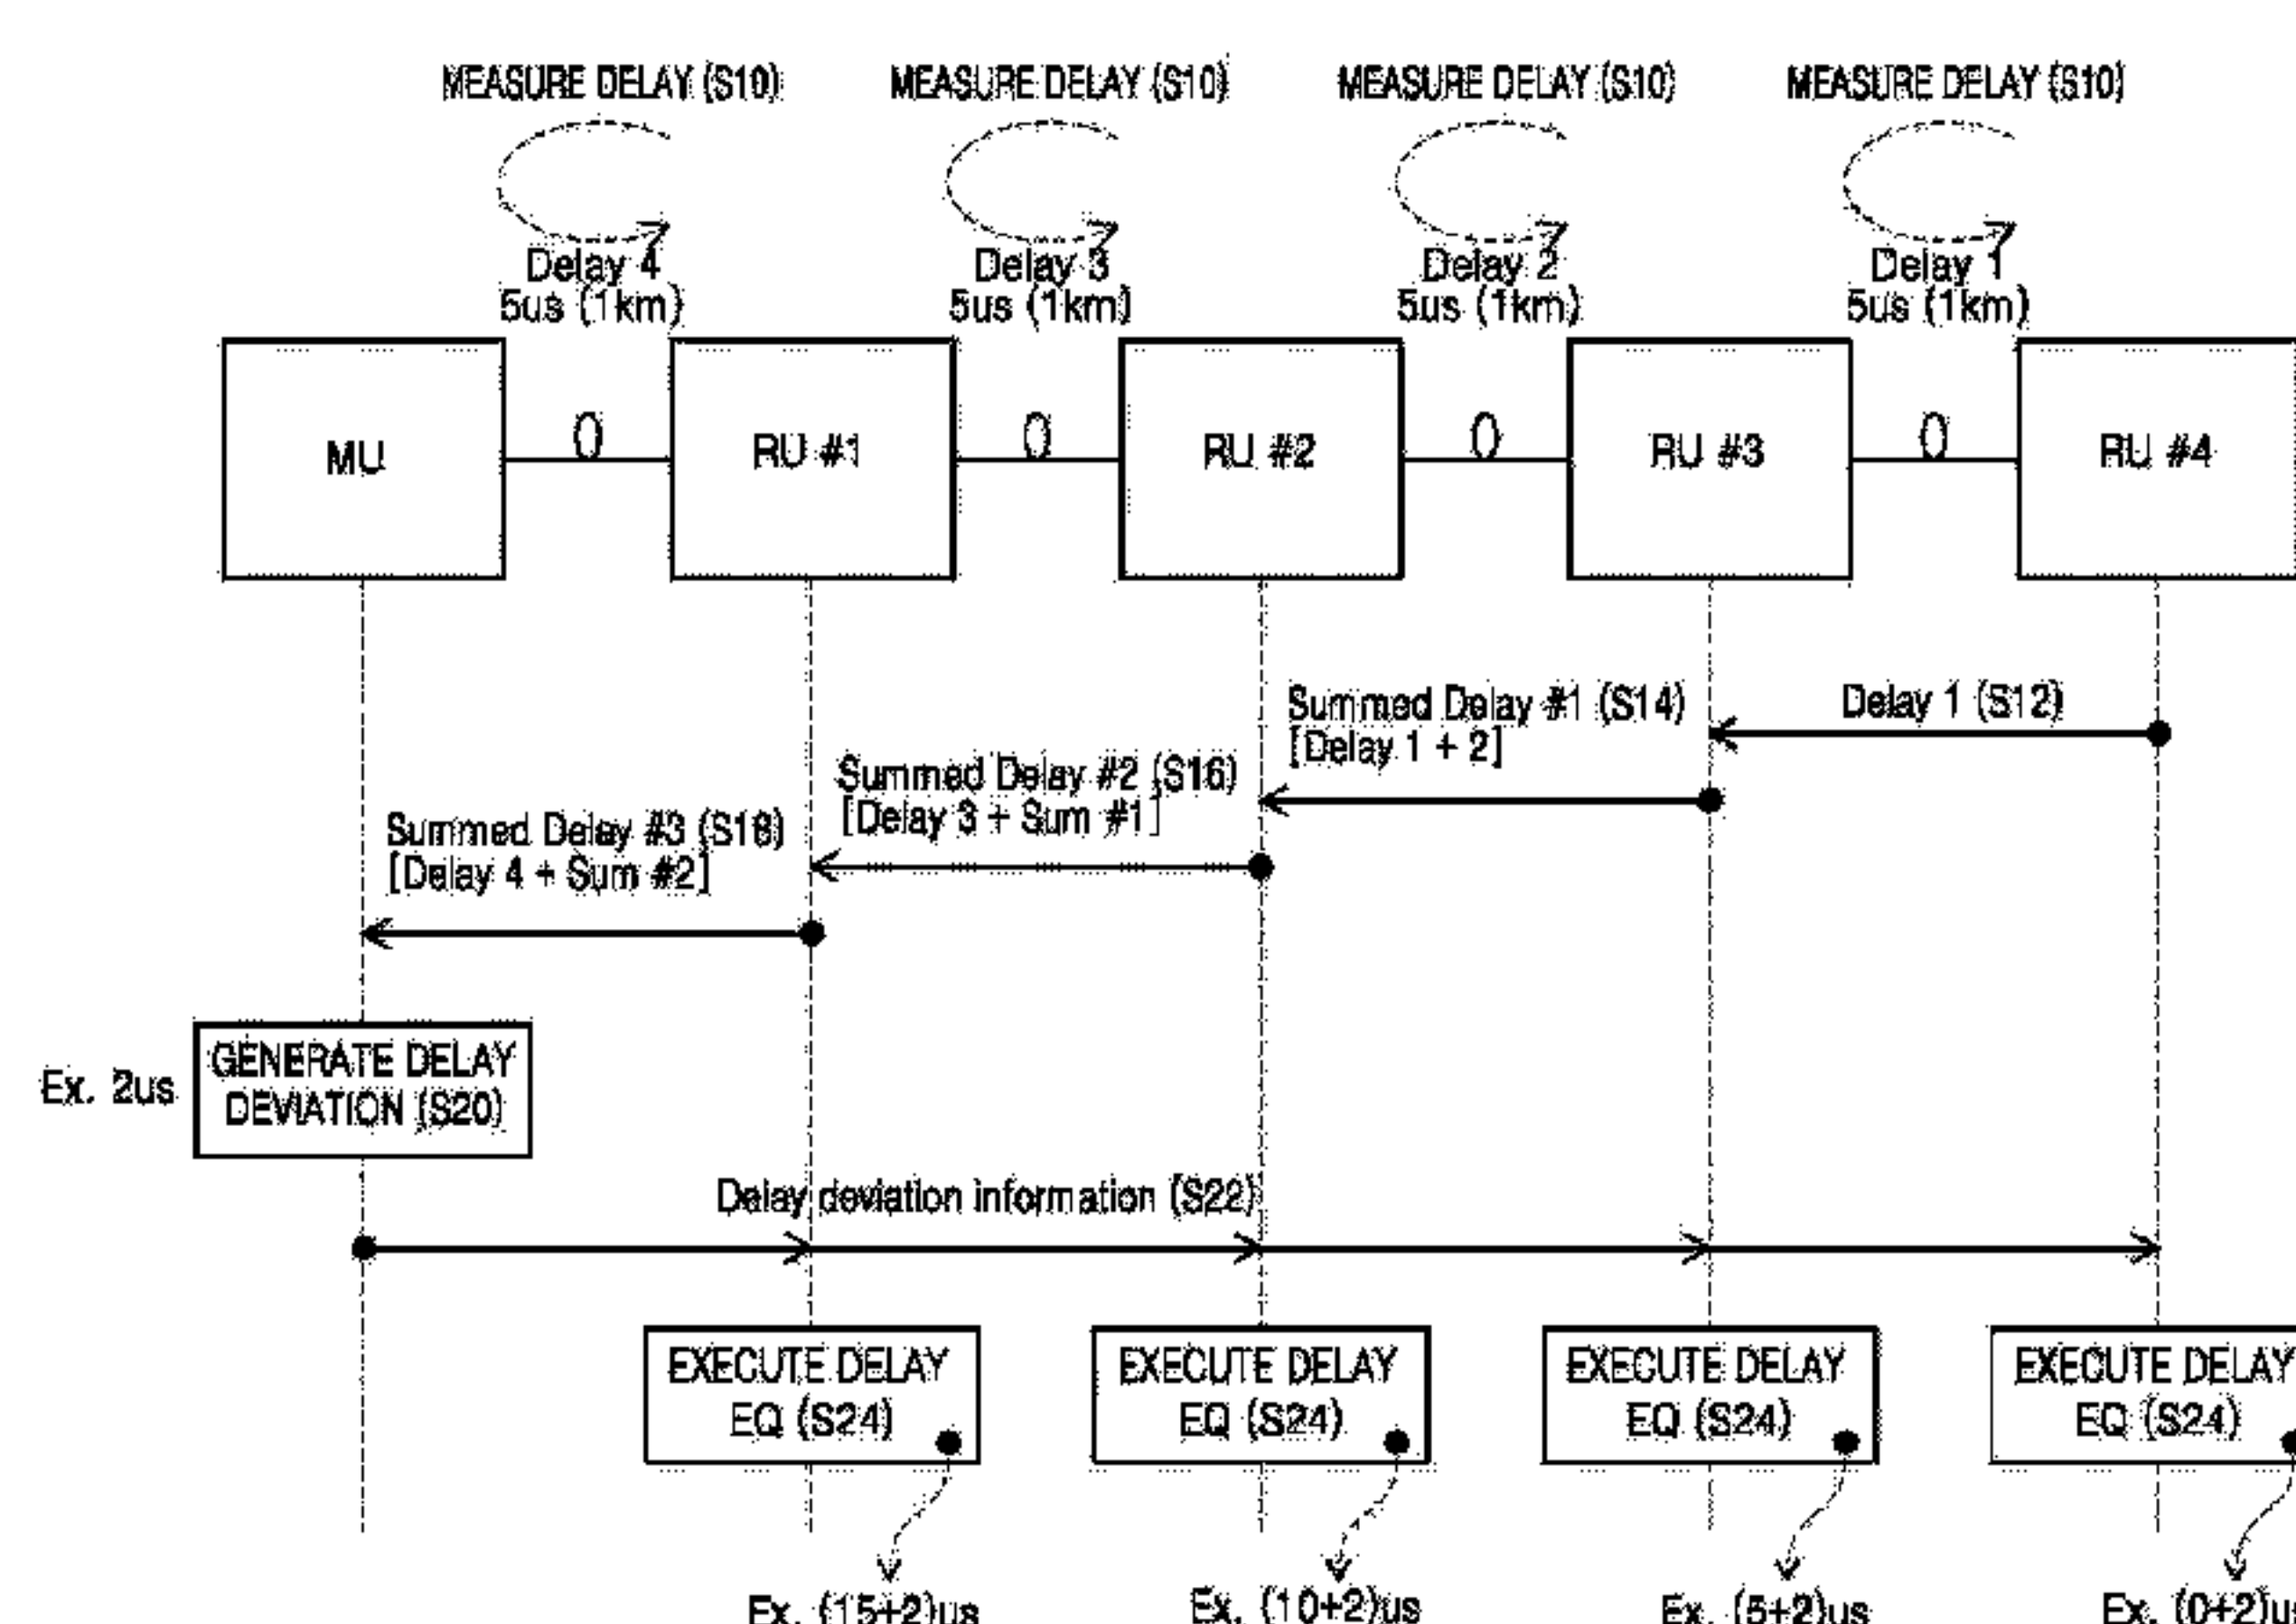 MEASURE DELAY (S10)
MEASURE DELAY (S10)
MEASURE DELAY (S10)
MEASURE DELAY (S10)
Delay 4
5us (1km)
Delay 3
5us (1km)
Delay 2
5us (1km)
Delay 1
5us (1km)
MU
RU #1
RU #2
RU #3
RU #4
Delay 1 (S12)
Summed Delay #1 (S14)
[Delay 1 + 2]
Summed Delay #2 (S16)
[Delay 3 + Sum #1]
Summed Delay #3 (S18)
[Delay 4 + Sum #2]
Ex. 2us
GENERATE DELAY
DEVIATION (S20)
Delay deviation information (S22)
EXECUTE DELAY
EQ (S24)
EXECUTE DELAY
EQ (S24)
EXECUTE DELAY
EQ (S24)
EXECUTE DELAY
EQ (S24)
Ex. (15+2)us
Ex. (10+2)us
Ex. (5+2)us
Ex. (0+2)us